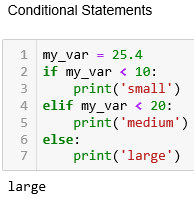 Conditional Statements
1 my_var = 25.4
2 if my_var < 10:
3     print('small')
4 elif my_var < 20:
5     print('medium')
6 else:
7     print('large')
large